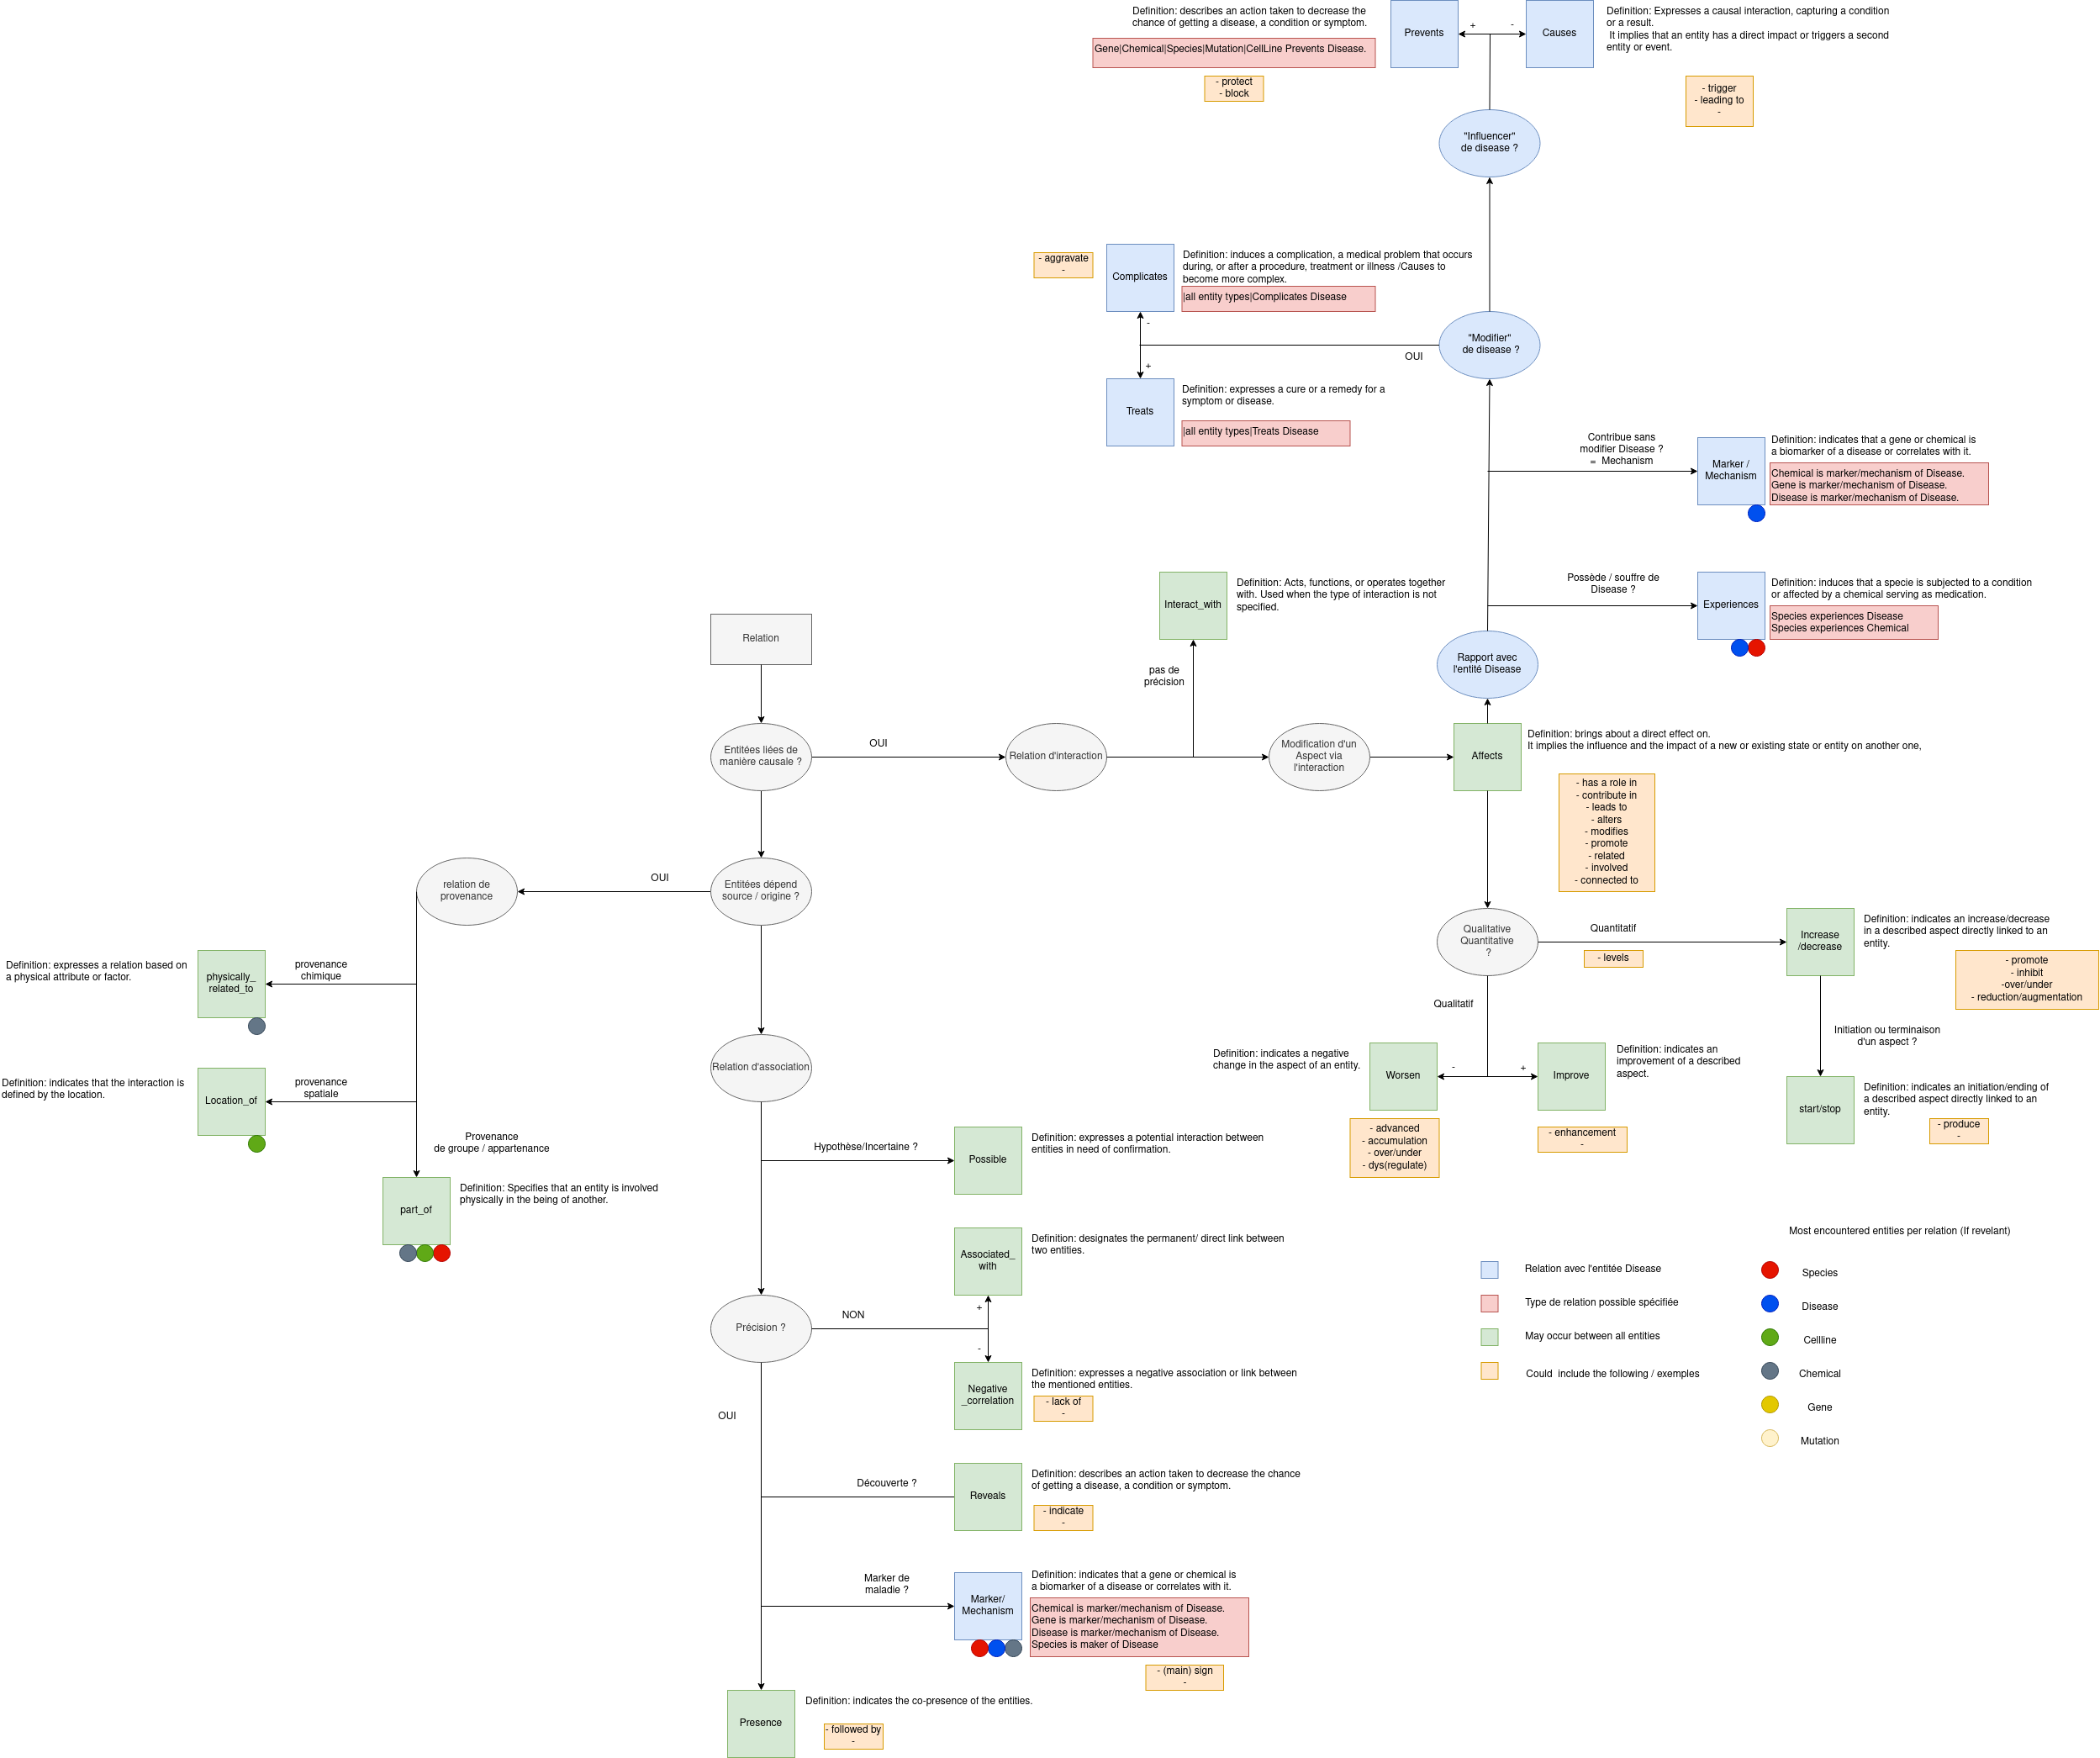 Definition: describes an action taken to decrease the
chance of getting a disease, a condition or symptom.
Gene|Chemical|Species|Mutation|CellLine Prevents Disease.
- protect
- block
Prevents
+
-
Causes
Definition: Expresses a causal interaction, capturing a condition
or a result.
It implies that an entity has a direct impact or triggers a second
entity or event.
- trigger
- leading to
-
"Influencer"
de disease ?
- aggravate
-
Complicates
Definition: induces a complication, a medical problem that occurs
during, or after a procedure, treatment or illness /Causes to
become more complex.
|all entity types|Complicates Disease
-
+
OUI
"Modifier"
de disease ?
Treats
Definition: expresses a cure or a remedy for a
symptom or disease.
|all entity types|Treats Disease
Contribue sans
modifier Disease ?
= Mechanism
Marker /
Mechanism
Definition: indicates that a gene or chemical is
a biomarker of a disease or correlates with it.
Chemical is marker/mechanism of Disease.
Gene is marker/mechanism of Disease.
Disease is marker/mechanism of Disease.
Possède / souffre de
Disease ?
Experiences
Definition: induces that a specie is subjected to a condition
or affected by a chemical serving as medication.
Species experiences Disease
Species experiences Chemical
Interact_with
Definition: Acts, functions, or operates together
with. Used when the type of interaction is not
specified.
Relation
pas de
précision
Rapport avec
l'entité Disease
Entitées liées de
manière causale ?
OUI
Relation d'interaction
Modification d'un
Aspect via
l'interaction
Affects
Definition: brings about a direct effect on.
It implies the influence and the impact of a new or existing state or entity on another one,
- has a role in
- contribute in
- leads to
- alters
- modifies
- promote
- related
- involved
- connected to
relation de
provenance
OUI
Entitées dépend
source / origine ?
Qualitative
Quantitative
?
Quantitatif
- levels
Increase
/decrease
Definition: indicates an increase/decrease
in a described aspect directly linked to an
entity.
- promote
- inhibit
-over/under
- reduction/augmentation
Definition: expresses a relation based on
a physical attribute or factor.
physically_
related_to
provenance
chimique
Qualitatif
Initiation ou terminaison
d'un aspect ?
Definition: indicates a negative
change in the aspect of an entity.
Worsen
-
+
Improve
Definition: indicates an
improvement of a described
aspect.
- advanced
- accumulation
- over/under
- dys(regulate)
- enhancement
-
start/stop
Definition: indicates an initiation/ending of
a described aspect directly linked to an
entity.
- produce
-
Relation d'association
Definition: indicates that the interaction is
defined by the location.
Location_of
provenance
spatiale
Provenance
de groupe / appartenance
part_of
Definition: Specifies that an entity is involved
physically in the being of another.
Hypothèse/Incertaine ?
Possible
Definition: expresses a potential interaction between
entities in need of confirmation.
Associated_
with
Definition: designates the permanent/ direct link between
two entities.
Précision ?
NON
+
-
Negative
_correlation
Definition: expresses a negative association or link between
the mentioned entities.
- lack of
-
OUI
Découverte ?
Reveals
Definition: describes an action taken to decrease the chance
of getting a disease, a condition or symptom.
- indicate
-
Marker de
maladie ?
Marker/
Mechanism
Definition: indicates that a gene or chemical is
a biomarker of a disease or correlates with it.
Chemical is marker/mechanism of Disease.
Gene is marker/mechanism of Disease.
Disease is marker/mechanism of Disease.
Species is maker of Disease
- (main) sign
-
Presence
Definition: indicates the co-presence of the entities.
- followed by
-
Most encountered entities per relation (If revelant)
Relation avec l'entitée Disease
Type de relation possible spécifiée
May occur between all entities
Could include the following / exemples
Species
Disease
Cellline
Chemical
Gene
Mutation